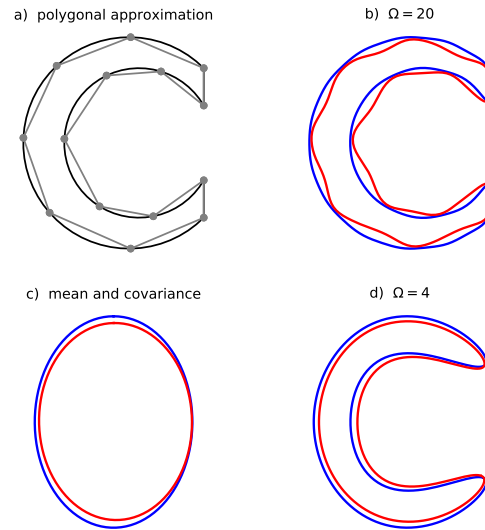 a)  polygonal approximation
b)  Ω = 20
c)  mean and covariance
d)  Ω = 4